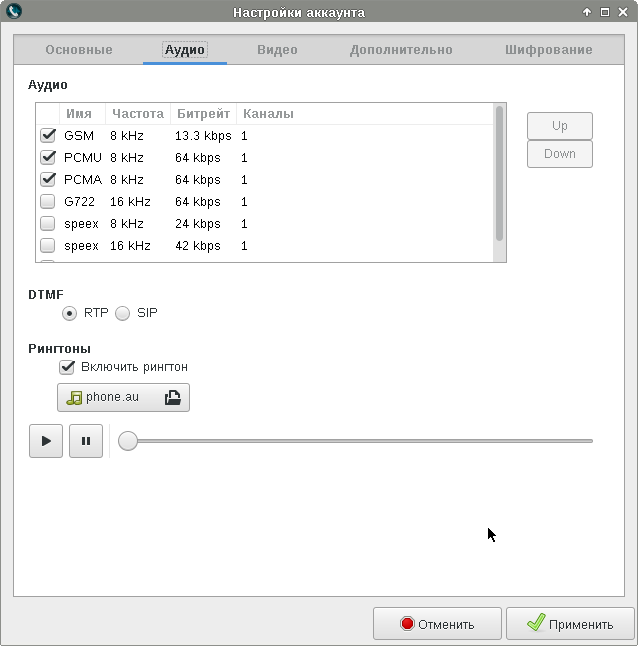 Настройки аккаунта
Основные Аудио Видео Дополнительно Шифрование
Аудио
Имя Частота Битрейт Каналы
GSM 8 kHz 13.3 kbps 1
PCMU 8 kHz 64 kbps 1
PCMA 8 kHz 64 kbps 1
G722 16 kHz 64 kbps 1
speex 8 kHz 24 kbps 1
speex 16 kHz 42 kbps 1
Up
Down
DTMF
RTP SIP
Рингтоны
Включить рингтон
phone.au
Отменить Применить